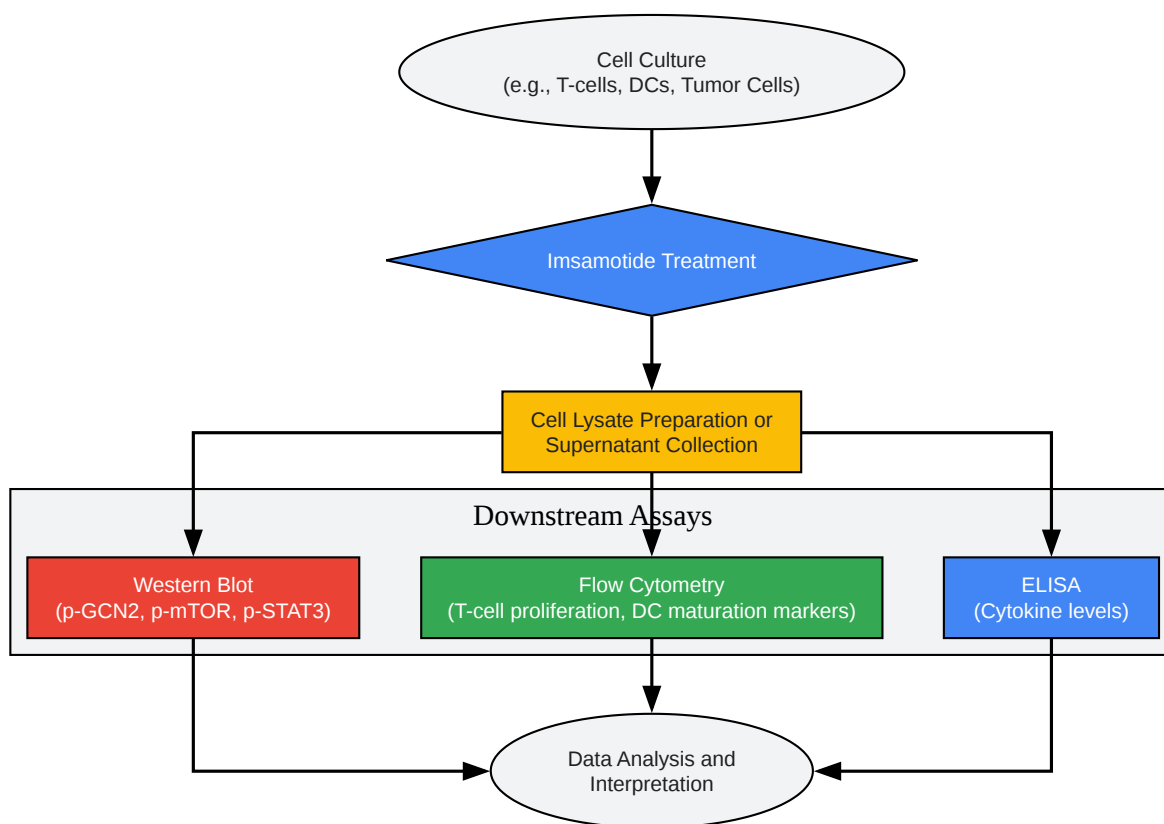 Cell Culture
(e.g., T-cells, DCs, Tumor Cells)
Imsamotide Treatment
Cell Lysate Preparation or
Supernatant Collection
Downstream Assays
Western Blot
(p-GCN2, p-mTOR, p-STAT3)
Flow Cytometry
(T-cell proliferation, DC maturation markers)
ELISA
(Cytokine levels)
Data Analysis and
Interpretation